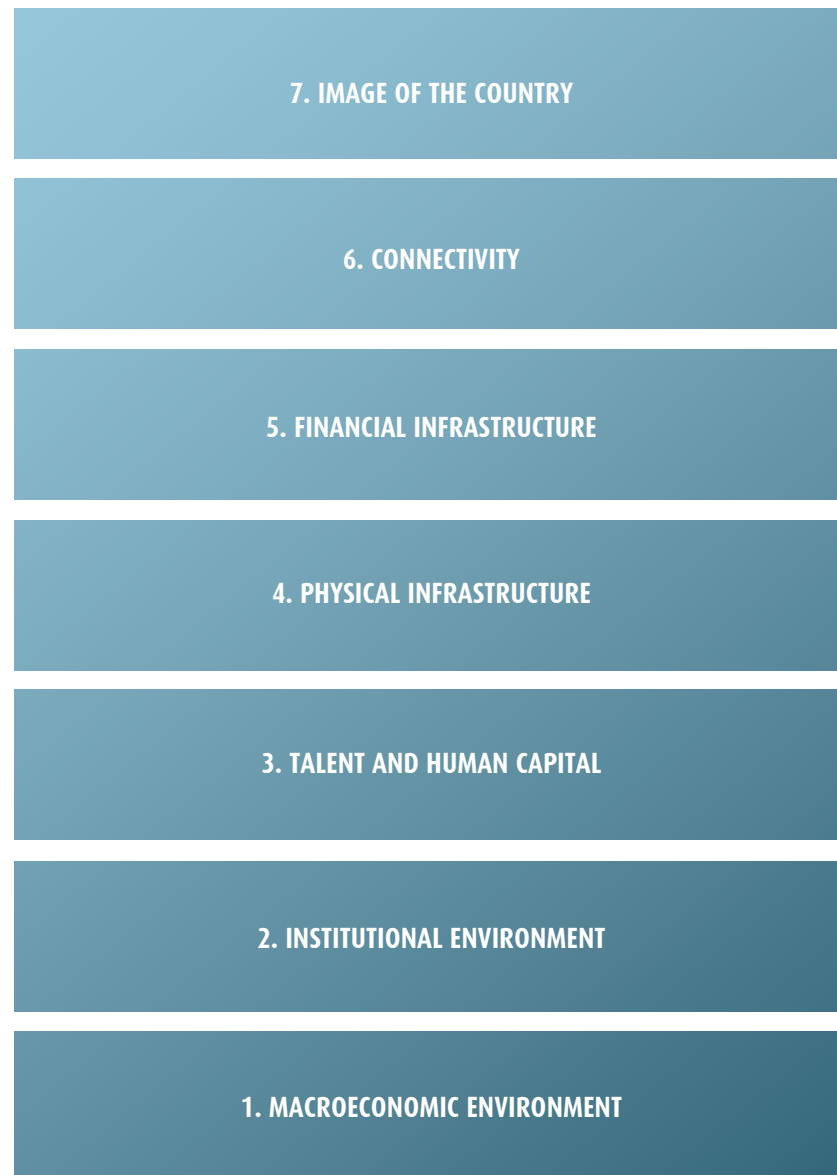 7. IMAGE OF THE COUNTRY
6. CONNECTIVITY
5. FINANCIAL INFRASTRUCTURE
4. PHYSICAL INFRASTRUCTURE
3. TALENT AND HUMAN CAPITAL
2. INSTITUTIONAL ENVIRONMENT
1. MACROECONOMIC ENVIRONMENT